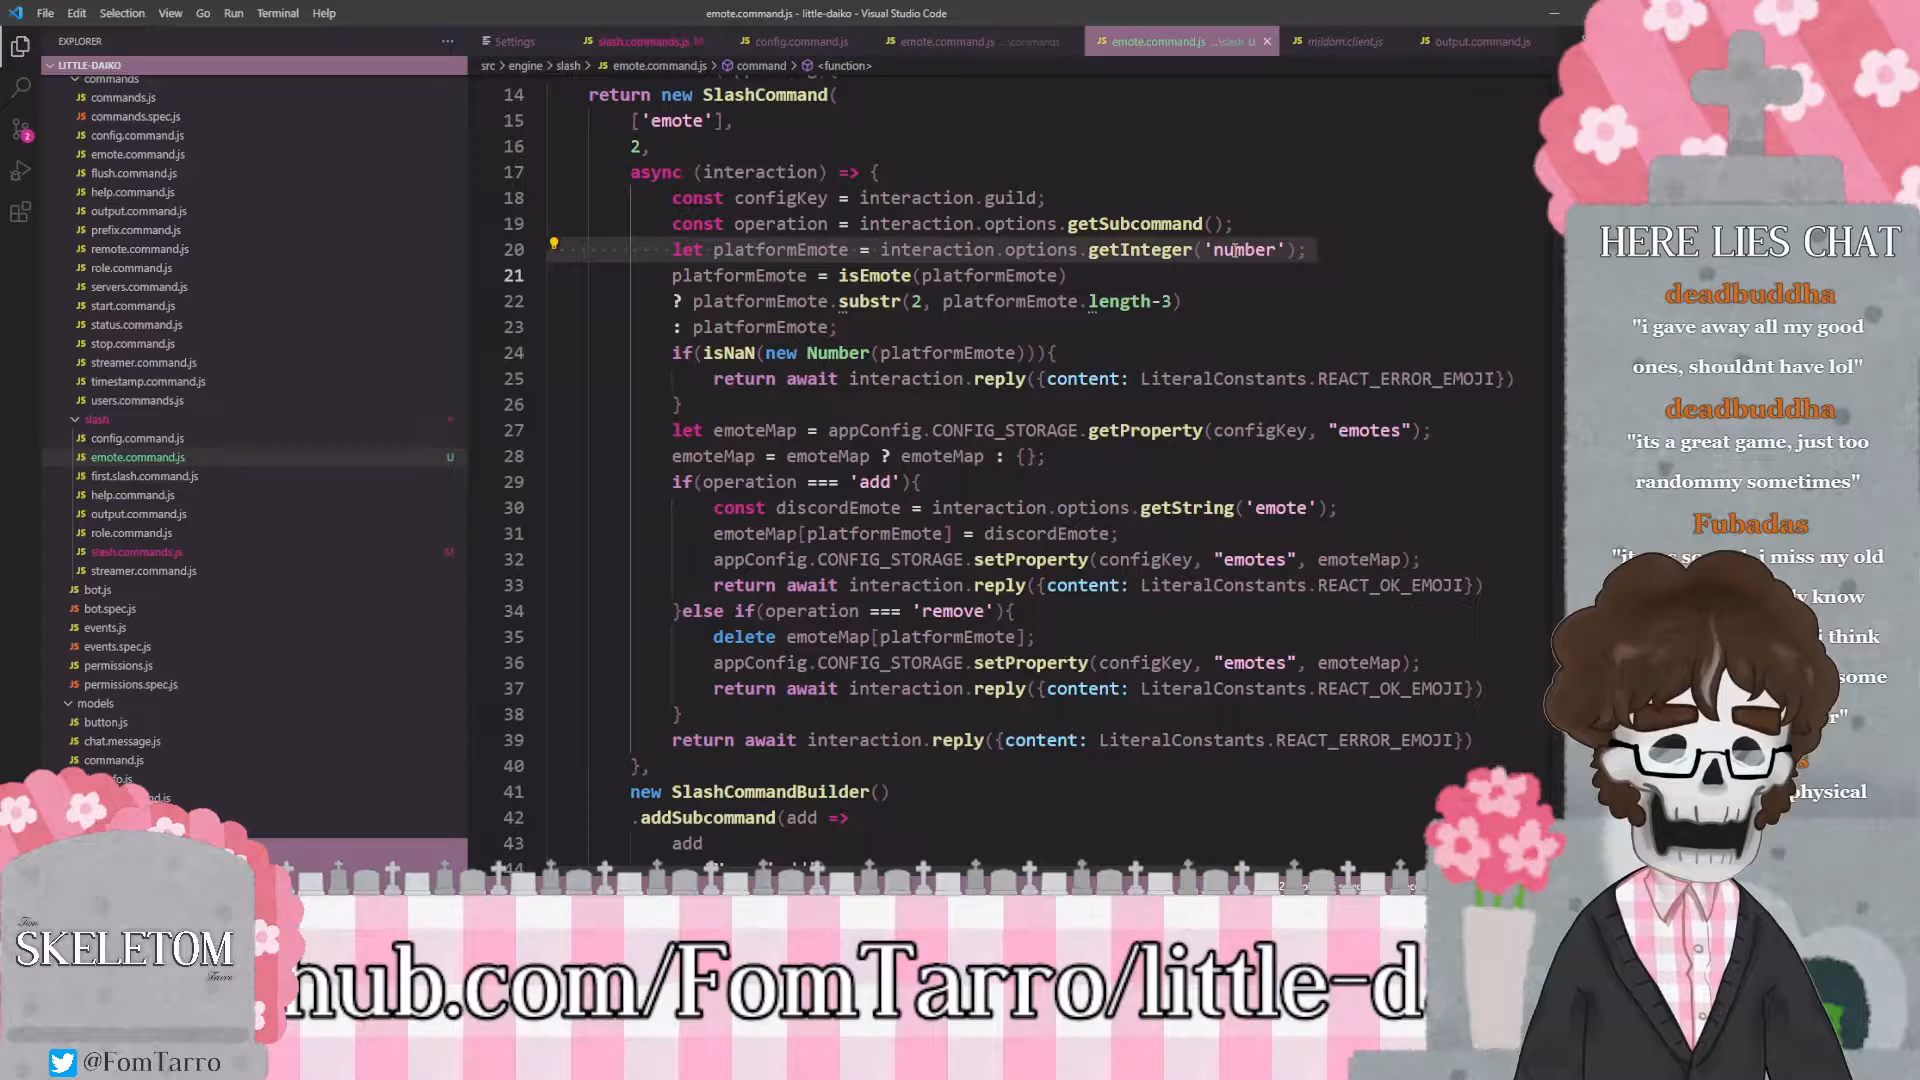 File Edit Selection View Go Run Terminal Help
emote.command.js - little-daiko - Visual Studio Code
EXPLORER
LITTLE-DAIKO
commands
commands.js
commands.spec.js
config.command.js
emote.command.js
flush.command.js
help.command.js
output.command.js
prefix.command.js
remote.command.js
role.command.js
servers.command.js
start.command.js
status.command.js
stop.command.js
streamer.command.js
timestamp.command.js
users.commands.js
slash
config.command.js
emote.command.js U
first.slash.command.js
help.command.js
output.command.js
role.command.js
slash.commands.js M
streamer.command.js
bot.js
bot.spec.js
events.js
events.spec.js
permissions.js
permissions.spec.js
models
button.js
chat.message.js
command.js
Settings
slash.commands.js M
config.command.js
emote.command.js ...\commands
emote.command.js ...\slash U
mildom.client.js
output.command.js
src > engine > slash > JS emote.command.js > command > <function>
14 return new SlashCommand(
15 ['emote'],
16 2,
17 async (interaction) => {
18 const configKey = interaction.guild;
19 const operation = interaction.options.getSubcommand();
20 let platformEmote = interaction.options.getInteger('number');
21 platformEmote = isEmote(platformEmote)
22 ? platformEmote.substr(2, platformEmote.length-3)
23 : platformEmote;
24 if(isNaN(new Number(platformEmote))){
25 return await interaction.reply({content: LiteralConstants.REACT_ERROR_EMOJI})
26 }
27 let emoteMap = appConfig.CONFIG_STORAGE.getProperty(configKey, "emotes");
28 emoteMap = emoteMap ? emoteMap : {};
29 if(operation === 'add'){
30 const discordEmote = interaction.options.getString('emote');
31 emoteMap[platformEmote] = discordEmote;
32 appConfig.CONFIG_STORAGE.setProperty(configKey, "emotes", emoteMap);
33 return await interaction.reply({content: LiteralConstants.REACT_OK_EMOJI})
34 }else if(operation === 'remove'){
35 delete emoteMap[platformEmote];
36 appConfig.CONFIG_STORAGE.setProperty(configKey, "emotes", emoteMap);
37 return await interaction.reply({content: LiteralConstants.REACT_OK_EMOJI})
38 }
39 return await interaction.reply({content: LiteralConstants.REACT_ERROR_EMOJI})
40 },
41 new SlashCommandBuilder()
42 .addSubcommand(add =>
43 add
HERE LIES CHAT
deadbuddha
"i gave away all my good
ones, shouldnt have lol"
deadbuddha
"its a great game, just too
randommy sometimes"
Fubadas
i miss my old
know
i think
some
physical
Fom
SKELETOM
Tarro
@FomTarro
hub.com/FomTarro/little-d